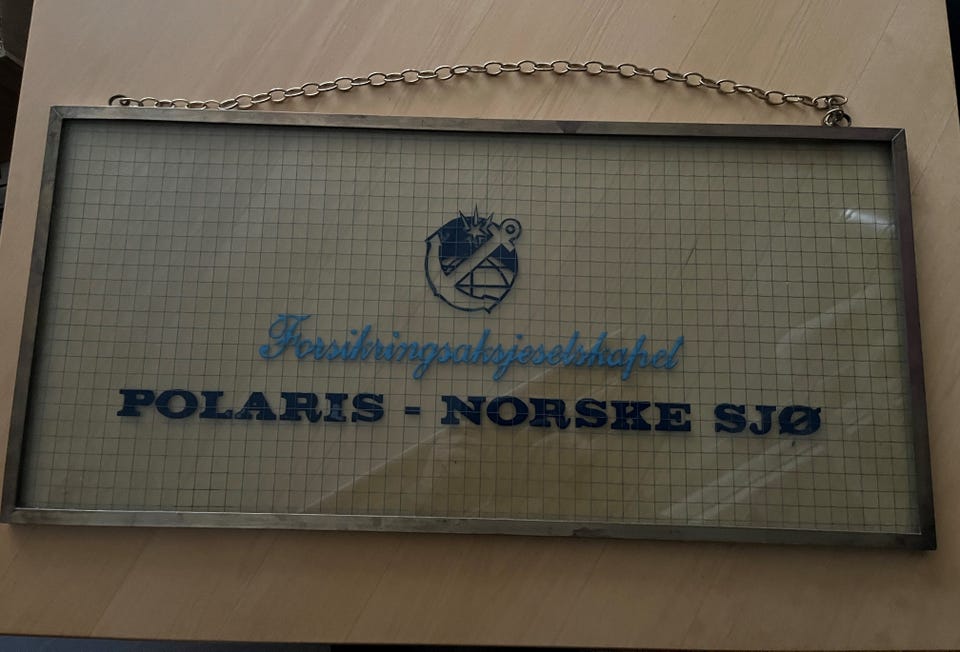 Forsikringsaksjeselskapet
POLARIS - NORSKE SJØ